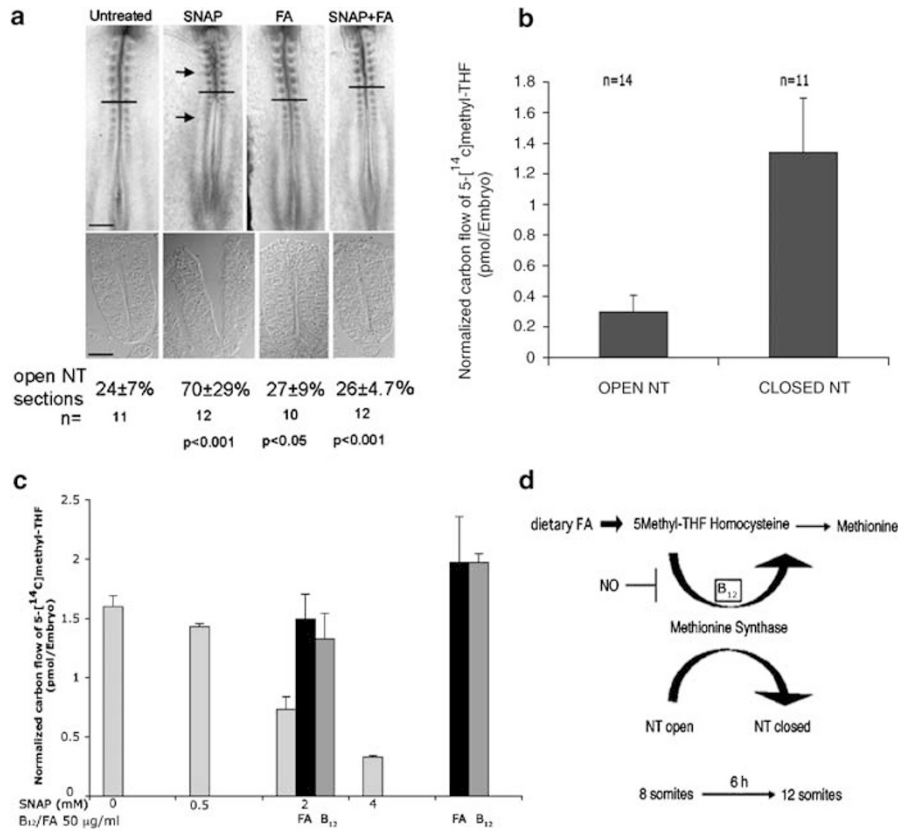 a
Untreated SNAP FA SNAP+FA
open NT sections 24±7% 70±29% 27±9% 26±4.7%
n= 11 12 10 12
p<0.001 p<0.05 p<0.001
b
Normalized carbon flow of 5-[14c]methyl-THF
(pmol/Embryo)
1.8
1.6
1.4
1.2
1
0.8
0.6
0.4
0.2
0
n=14 n=11
OPEN NT CLOSED NT
c
Normalized carbon flow of 5-[14C]methyl-THF
(pmol/Embryo)
2.5
2
1.5
1
0.5
0
SNAP (mM) 0 0.5 2 4
B12/FA 50 µg/ml FA B12 FA B12
d
dietary FA 5Methyl-THF Homocysteine Methionine
NO
B12
Methionine Synthase
NT open NT closed
6 h
8 somites 12 somites